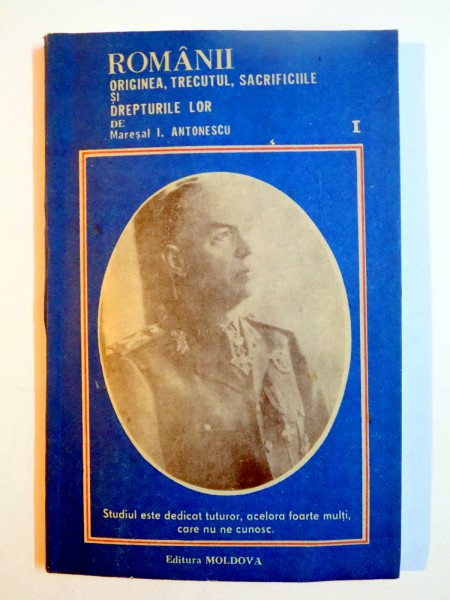 ROMÂNII
ORIGINEA, TRECUTUL, SACRIFICIILE
ŞI
DREPTURILE LOR
DE
Mareşal I. ANTONESCU
I
Studiul este dedicat tuturor, acelora foarte mulţi,
care nu ne cunosc.
Editura MOLDOVA